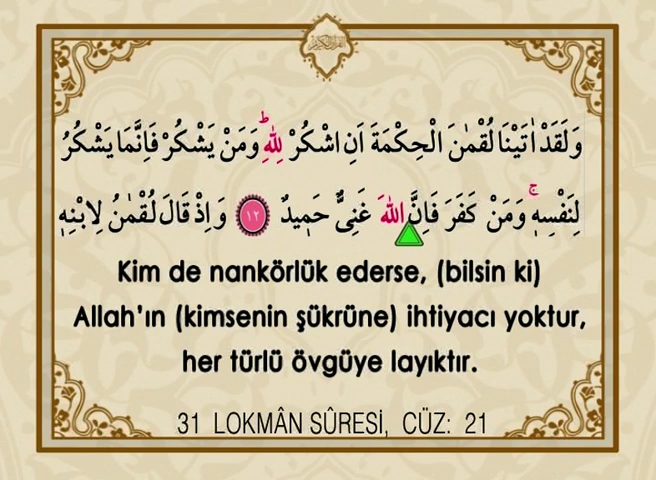 وَلَقَدْ اٰتَيْنَا لُقْمٰنَ الْحِكْمَةَ اَنِ اشْكُرْ لِلّٰهِؕ وَمَنْ يَشْكُرْ فَاِنَّمَا يَشْكُرُ
لِنَفْسِهٖۚ وَمَنْ كَفَرَ فَاِنَّ اللّٰهَ غَنِىٌّ حَمٖيدٌ ١٢ وَاِذْ قَالَ لُقْمٰنُ لِابْنِهٖ
Kim de nankörlük ederse, (bilsin ki)
Allah'ın (kimsenin şükrüne) ihtiyacı yoktur,
her türlü övgüye layıktır.
31 LOKMÂN SÛRESİ, CÜZ: 21